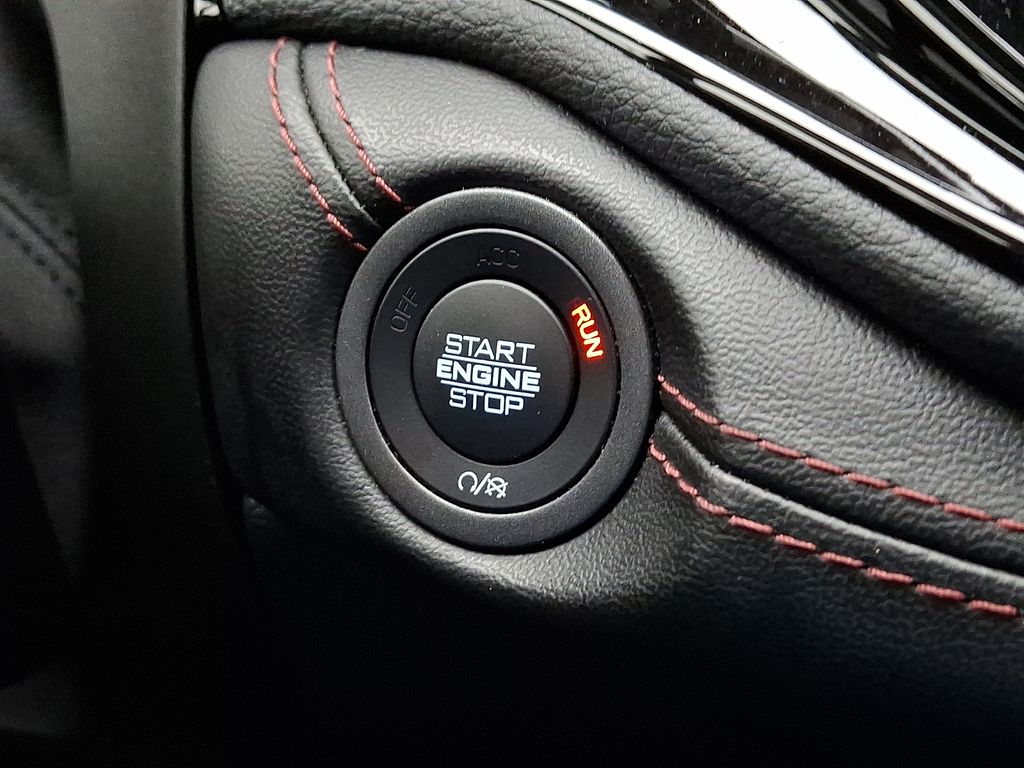 ACC
OFF
RUN
START
ENGINE
STOP